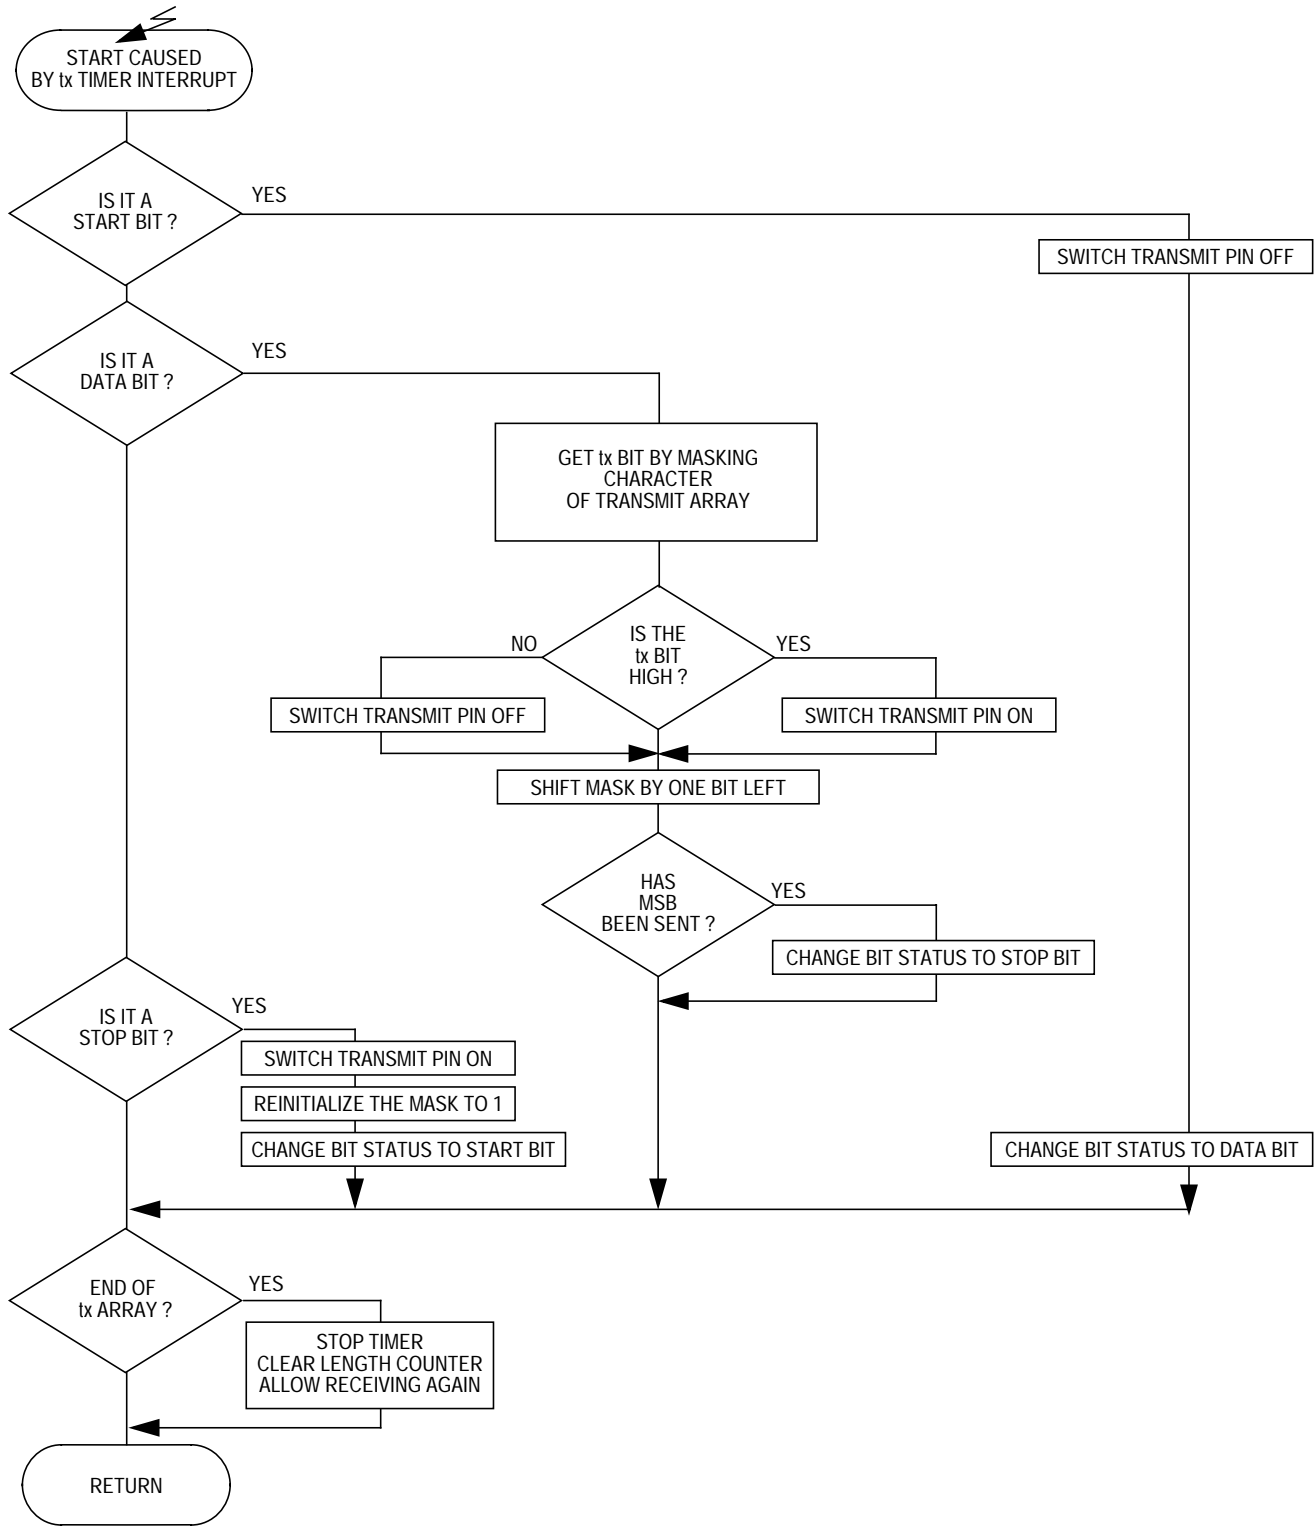 START CAUSED
BY tx TIMER INTERRUPT
IS IT A
START BIT ?
YES
SWITCH TRANSMIT PIN OFF
IS IT A
DATA BIT ?
YES
GET tx BIT BY MASKING
CHARACTER
OF TRANSMIT ARRAY
IS THE
tx BIT
HIGH ?
NO
YES
SWITCH TRANSMIT PIN OFF
SWITCH TRANSMIT PIN ON
SHIFT MASK BY ONE BIT LEFT
HAS
MSB
BEEN SENT ?
YES
CHANGE BIT STATUS TO STOP BIT
IS IT A
STOP BIT ?
YES
SWITCH TRANSMIT PIN ON
REINITIALIZE THE MASK TO 1
CHANGE BIT STATUS TO START BIT
CHANGE BIT STATUS TO DATA BIT
END OF
tx ARRAY ?
YES
STOP TIMER
CLEAR LENGTH COUNTER
ALLOW RECEIVING AGAIN
RETURN